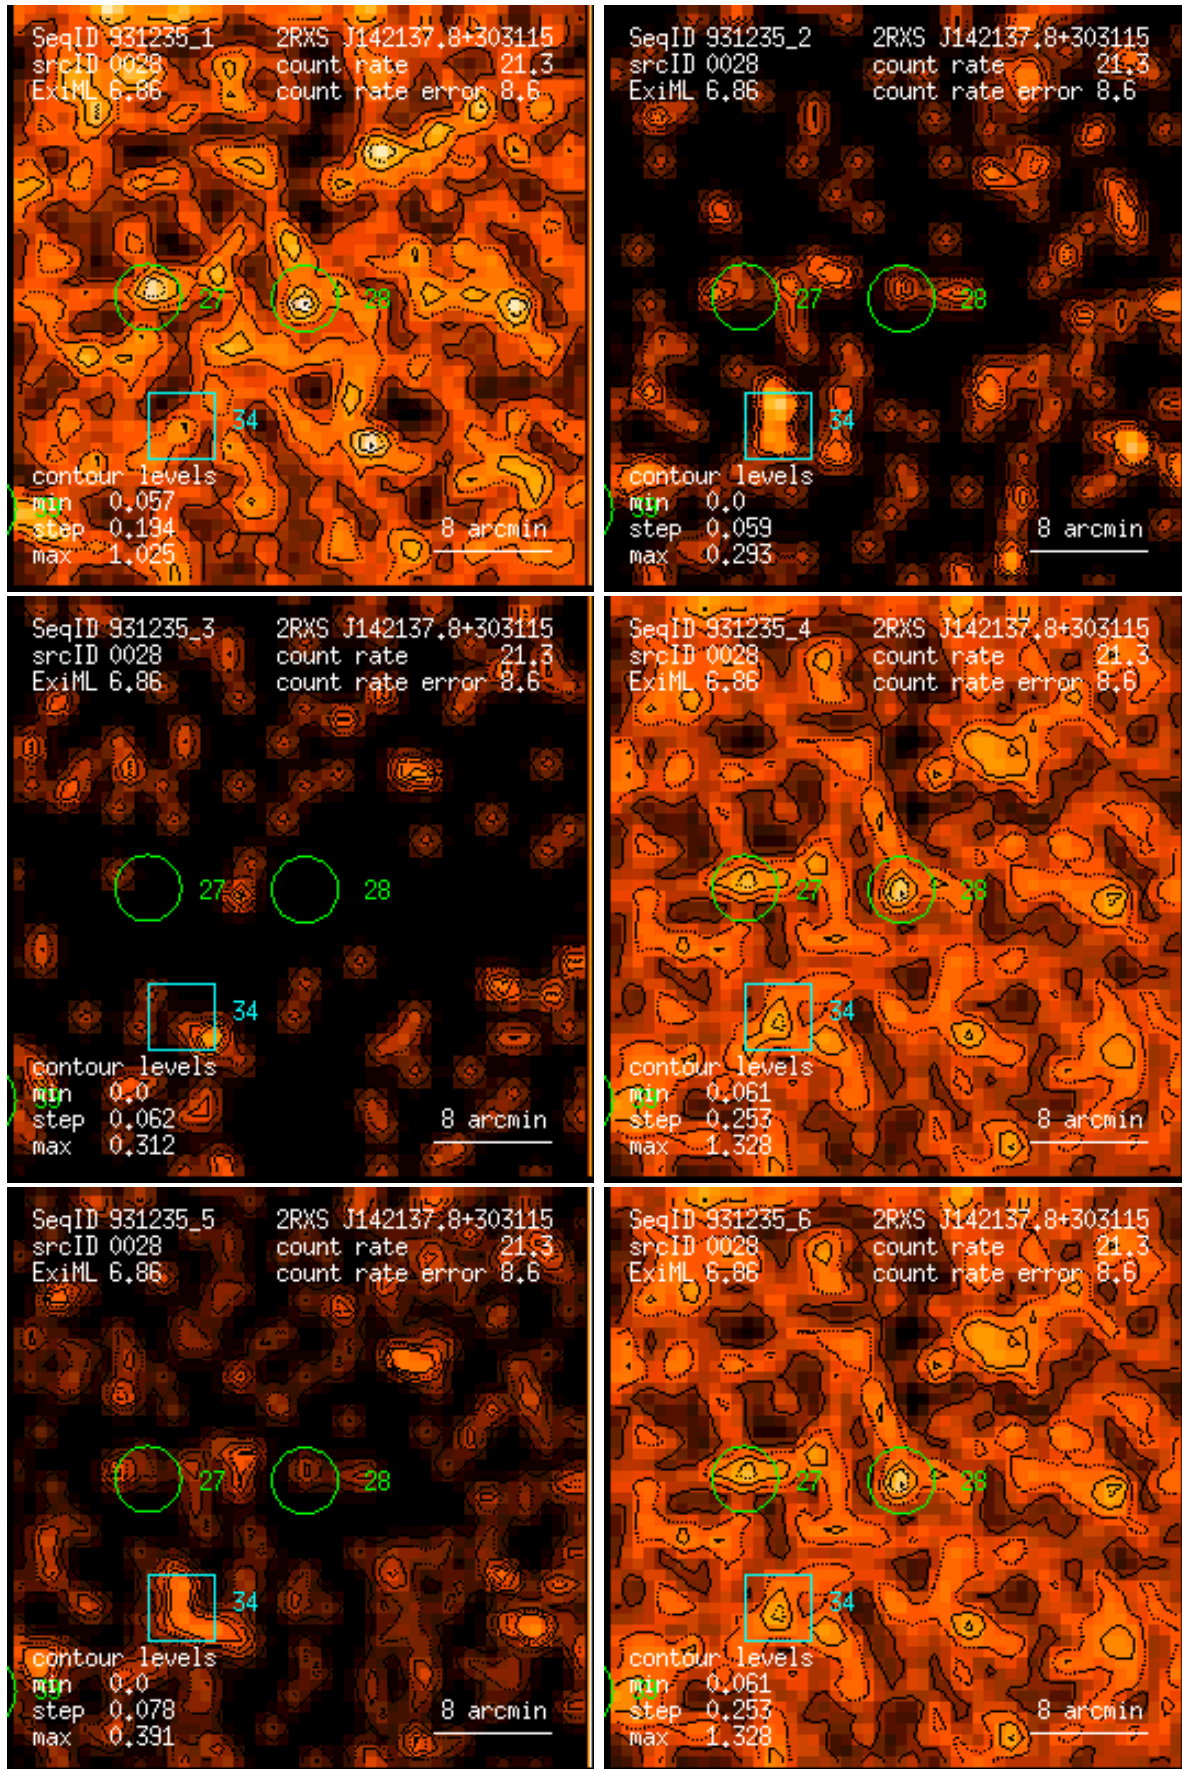 SeqID 931235_1 2RXS J142137.8+303115
srcID 0028 count rate 21.3
ExiML 6.86 count rate error 8.6
27 28
34
contour levels
min 0.057
step 0.194
max 1.025
8 arcmin
SeqID 931235_2 2RXS J142137.8+303115
srcID 0028 count rate 21.3
ExiML 6.86 count rate error 8.6
27 28
34
contour levels
min 0.0
step 0.059
max 0.293
8 arcmin
SeqID 931235_3 2RXS J142137.8+303115
srcID 0028 count rate 21.3
ExiML 6.86 count rate error 8.6
27 28
34
contour levels
min 0.0
step 0.062
max 0.312
8 arcmin
SeqID 931235_4 2RXS J142137.8+303115
srcID 0028 count rate 21.3
ExiML 6.86 count rate error 8.6
27 28
34
contour levels
min 0.061
step 0.253
max 1.328
8 arcmin
SeqID 931235_5 2RXS J142137.8+303115
srcID 0028 count rate 21.3
ExiML 6.86 count rate error 8.6
27 28
34
contour levels
min 0.0
step 0.078
max 0.391
8 arcmin
SeqID 931235_6 2RXS J142137.8+303115
srcID 0028 count rate 21.3
ExiML 6.86 count rate error 8.6
27 28
34
contour levels
min 0.061
step 0.253
max 1.328
8 arcmin